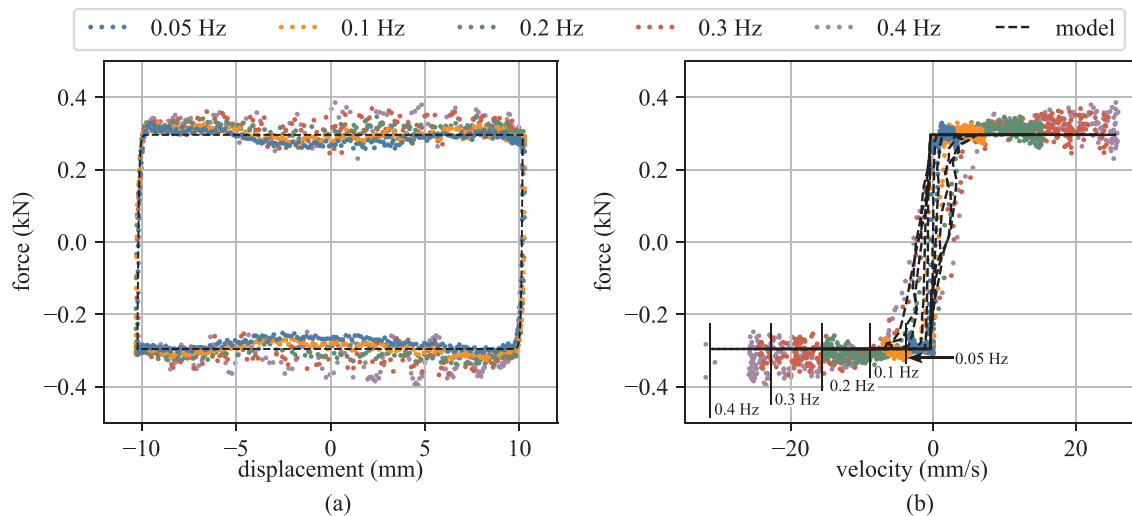 0.05 Hz 0.1 Hz 0.2 Hz 0.3 Hz 0.4 Hz model
0.4
0.2
0.0
−0.2
−0.4
force (kN)
−10 −5 0 5 10
displacement (mm)
(a)
0.4
0.2
0.0
−0.2
−0.4
force (kN)
0.05 Hz
0.1 Hz
0.2 Hz
0.3 Hz
0.4 Hz
−20 0 20
velocity (mm/s)
(b)